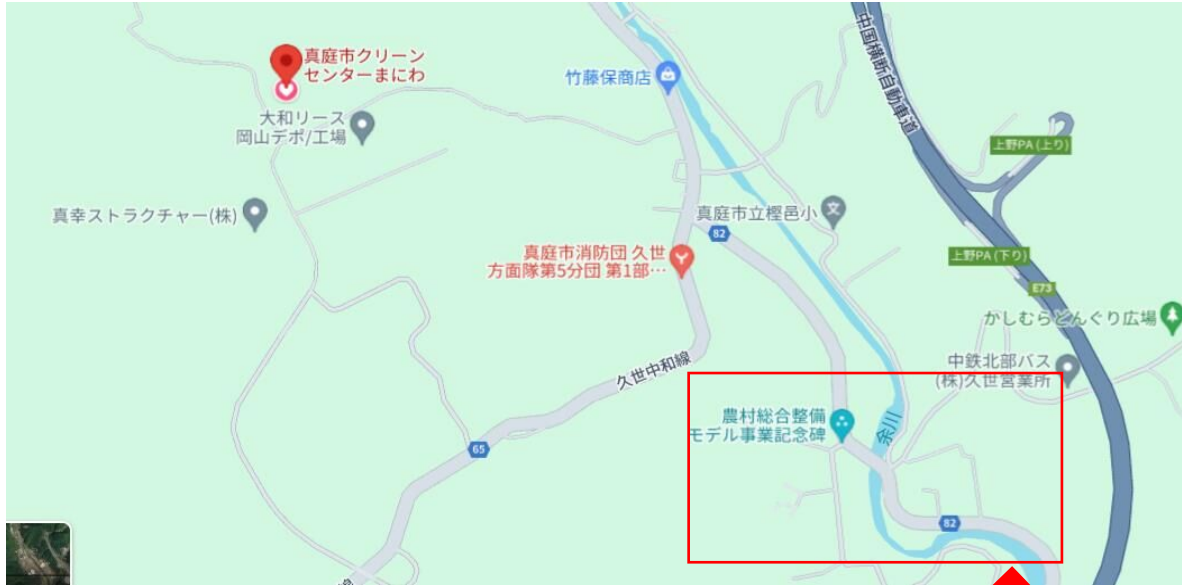 真庭市クリーン
センターまにわ
竹藤保商店
中国横断自動車道
大和リース
岡山デポ/工場
上野PA (上り)
真幸ストラクチャー(株)
真庭市立樫邑小
82
真庭市消防団 久世
方面隊第5分団 第1部…
上野PA (下り)
E73
かしむらどんぐり広場
久世中和線
中鉄北部バス
(株)久世営業所
農村総合整備
モデル事業記念碑
余川
65
82
線